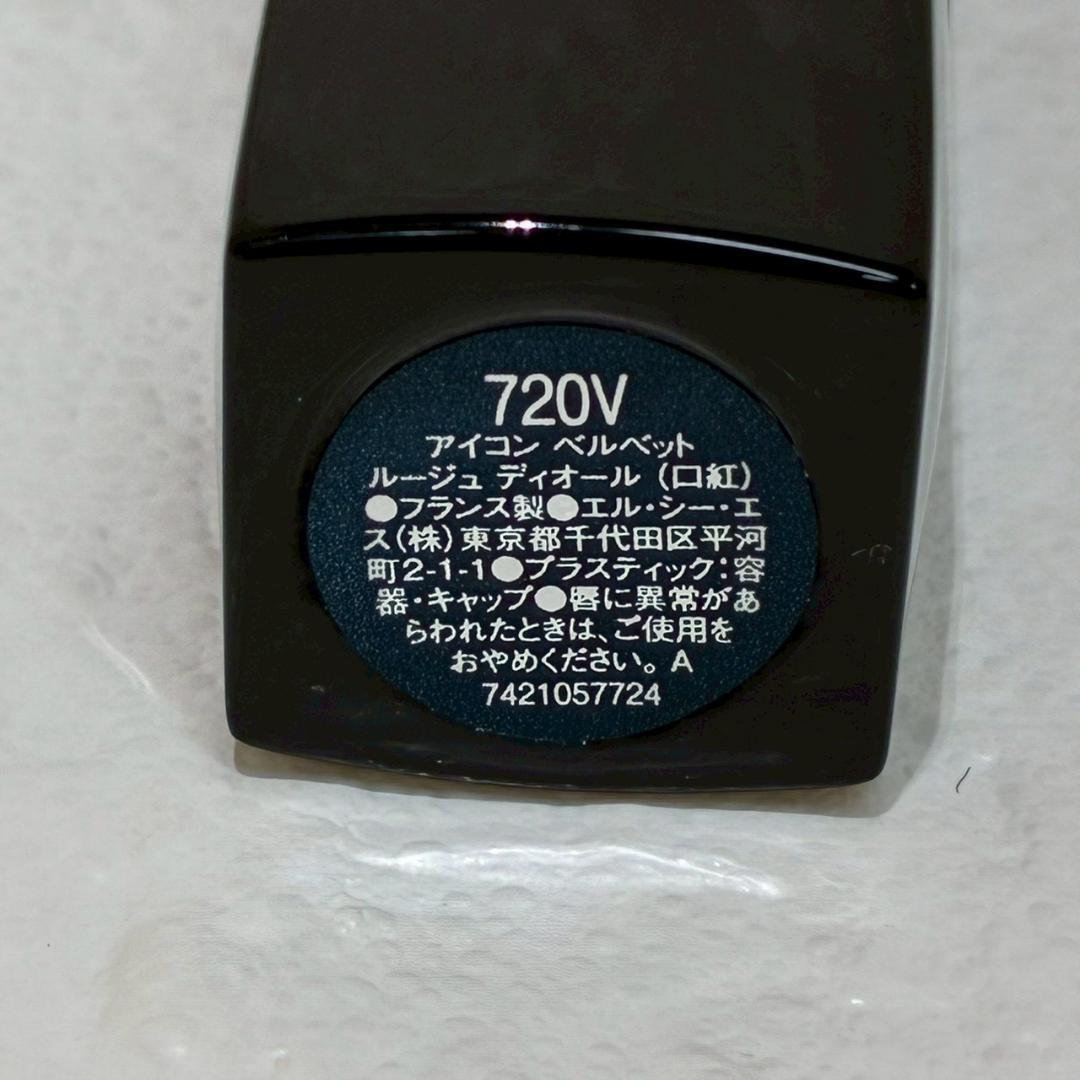 720V
アイコン ベルベット
ルージュ ディオール (口紅)
●フランス製●エル・シー・エ
ス(株)東京都千代田区平河
町2-1-1●プラスティック:容
器・キャップ●唇に異常があ
らわれたときは、ご使用を
おやめください。A
7421057724